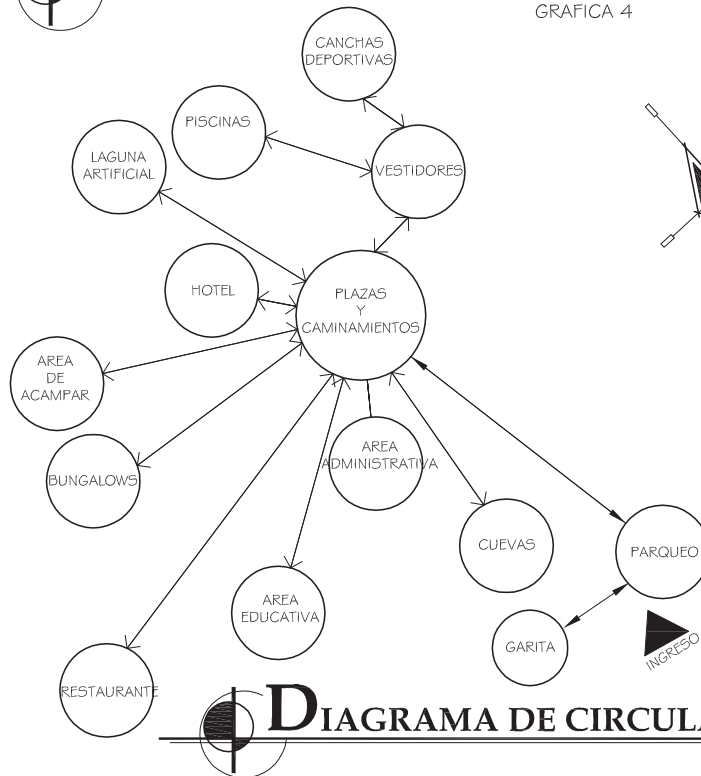 GRAFICA 4
CANCHAS
DEPORTIVAS
PISCINAS
LAGUNA
ARTIFICIAL
VESTIDORES
HOTEL
PLAZAS
Y
CAMINAMIENTOS
AREA
DE
ACAMPAR
BUNGALOWS
AREA
ADMINISTRATIVA
CUEVAS
PARQUEO
AREA
EDUCATIVA
GARITA
INGRESO
RESTAURANTE
DIAGRAMA DE CIRCULA